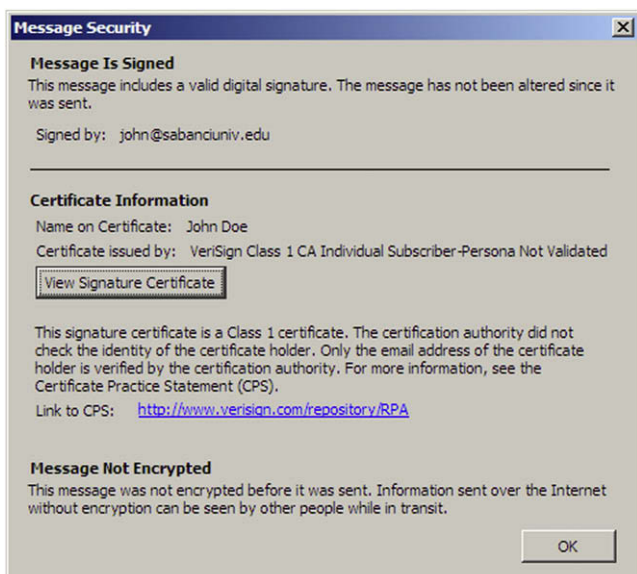 Message Security
Message Is Signed
This message includes a valid digital signature. The message has not been altered since it
was sent.
Signed by: john@sabanciuniv.edu
Certificate Information
Name on Certificate: John Doe
Certificate issued by: VeriSign Class 1 CA Individual Subscriber-Persona Not Validated
View Signature Certificate
This signature certificate is a Class 1 certificate. The certification authority did not
check the identity of the certificate holder. Only the email address of the certificate
holder is verified by the certification authority. For more information, see the
Certificate Practice Statement (CPS).
Link to CPS: http://www.verisign.com/repository/RPA
Message Not Encrypted
This message was not encrypted before it was sent. Information sent over the Internet
without encryption can be seen by other people while in transit.
OK